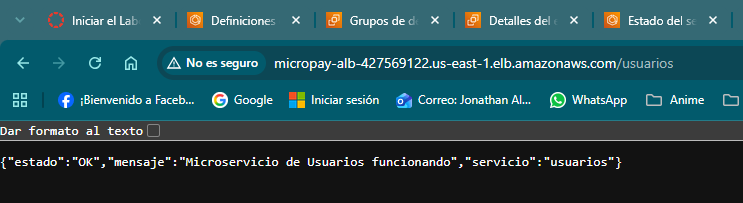 Iniciar el Lab
Definiciones
Grupos de de
Detalles del e
Estado del se
No es seguro
micropay-alb-427569122.us-east-1.elb.amazonaws.com/usuarios
¡Bienvenido a Faceb...
Google
Iniciar sesión
Correo: Jonathan Al...
WhatsApp
Anime
Dar formato al texto
{"estado":"OK","mensaje":"Microservicio de Usuarios funcionando","servicio":"usuarios"}